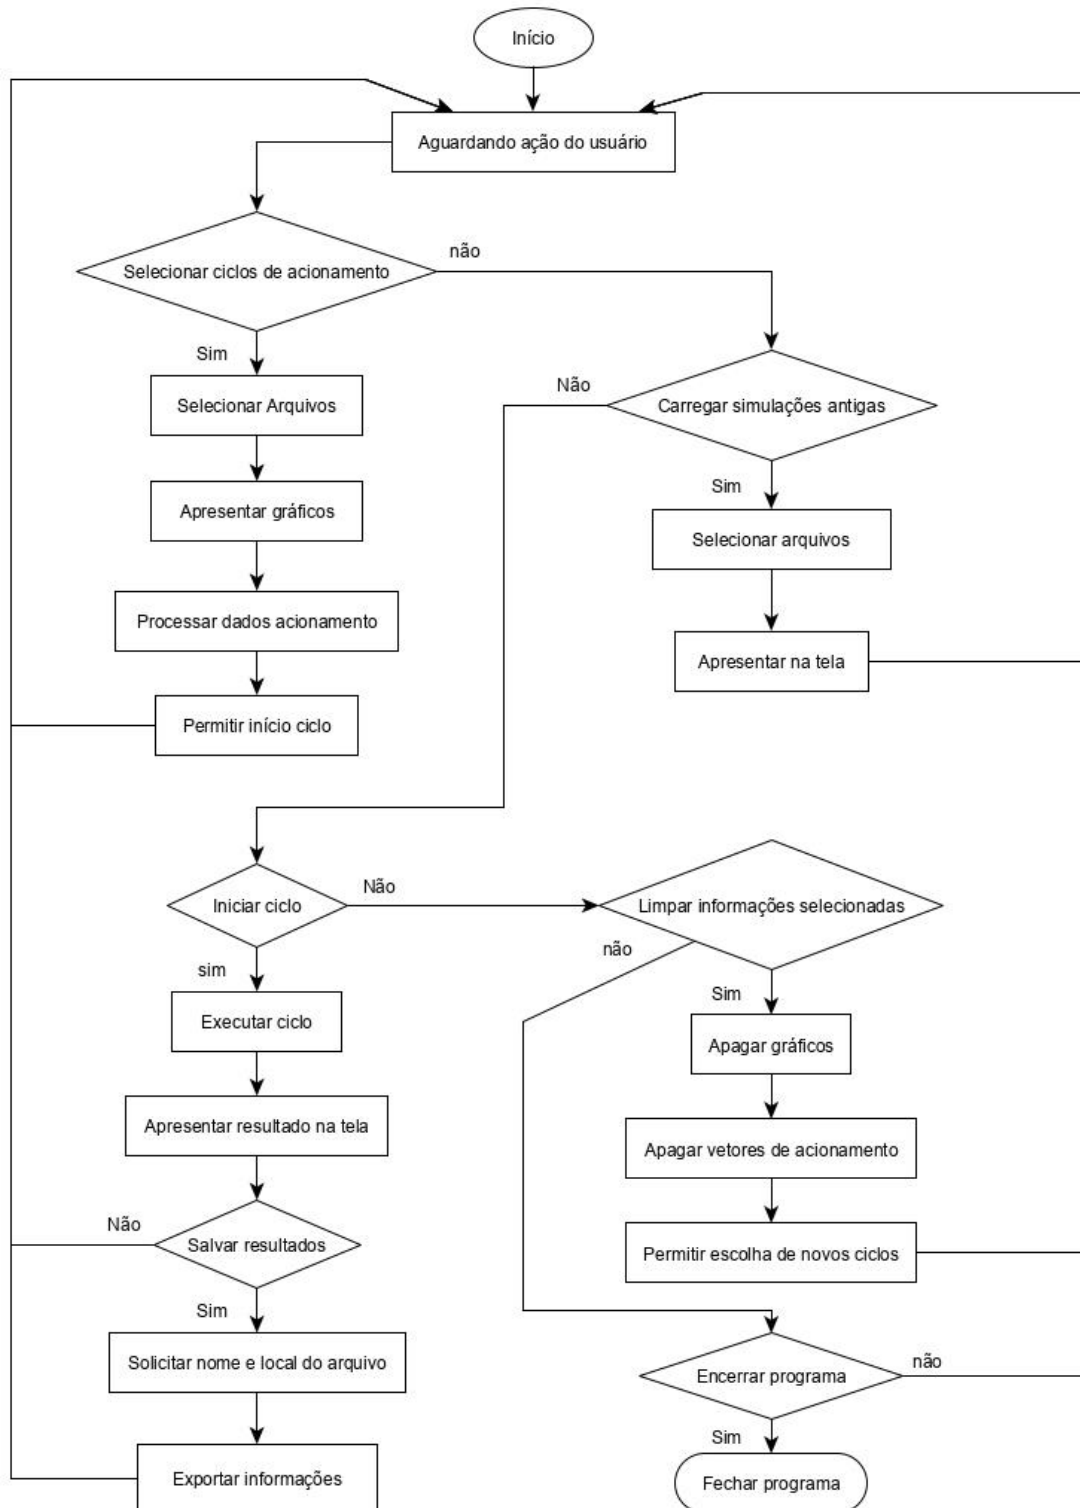 Início
Aguardando ação do usuário
Selecionar ciclos de acionamento
não
Sim
Selecionar Arquivos
Apresentar gráficos
Processar dados acionamento
Permitir início ciclo
Carregar simulações antigas
Não
Sim
Selecionar arquivos
Apresentar na tela
Iniciar ciclo
Não
sim
Executar ciclo
Apresentar resultado na tela
Salvar resultados
Não
Sim
Solicitar nome e local do arquivo
Exportar informações
Limpar informações selecionadas
não
Sim
Apagar gráficos
Apagar vetores de acionamento
Permitir escolha de novos ciclos
Encerrar programa
não
Sim
Fechar programa